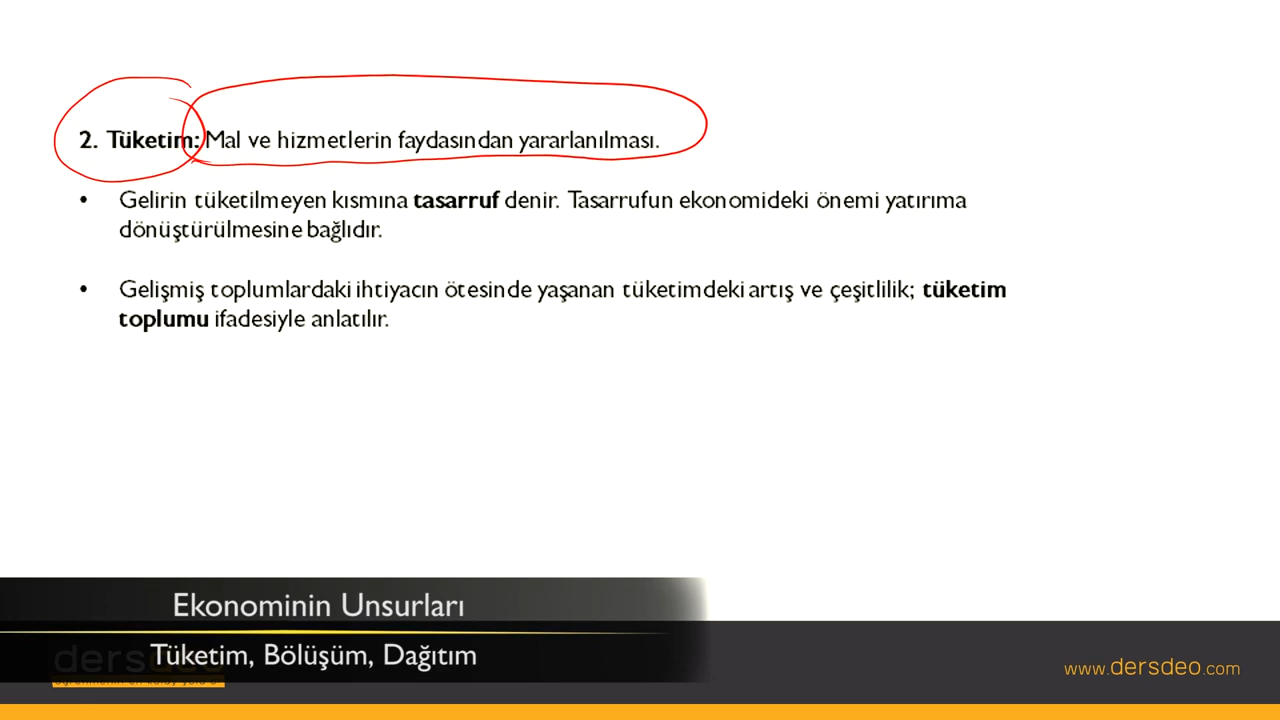 2. Tüketim: Mal ve hizmetlerin faydasından yararlanılması.
• Gelirin tüketilmeyen kısmına tasarruf denir. Tasarrufun ekonomideki önemi yatırıma
dönüştürülmesine bağlıdır.
• Gelişmiş toplumlardaki ihtiyacın ötesinde yaşanan tüketimdeki artış ve çeşitlilik; tüketim
toplumu ifadesiyle anlatılır.
Ekonominin Unsurları
Tüketim, Bölüşüm, Dağıtım
dersdeo
www.dersdeo.com